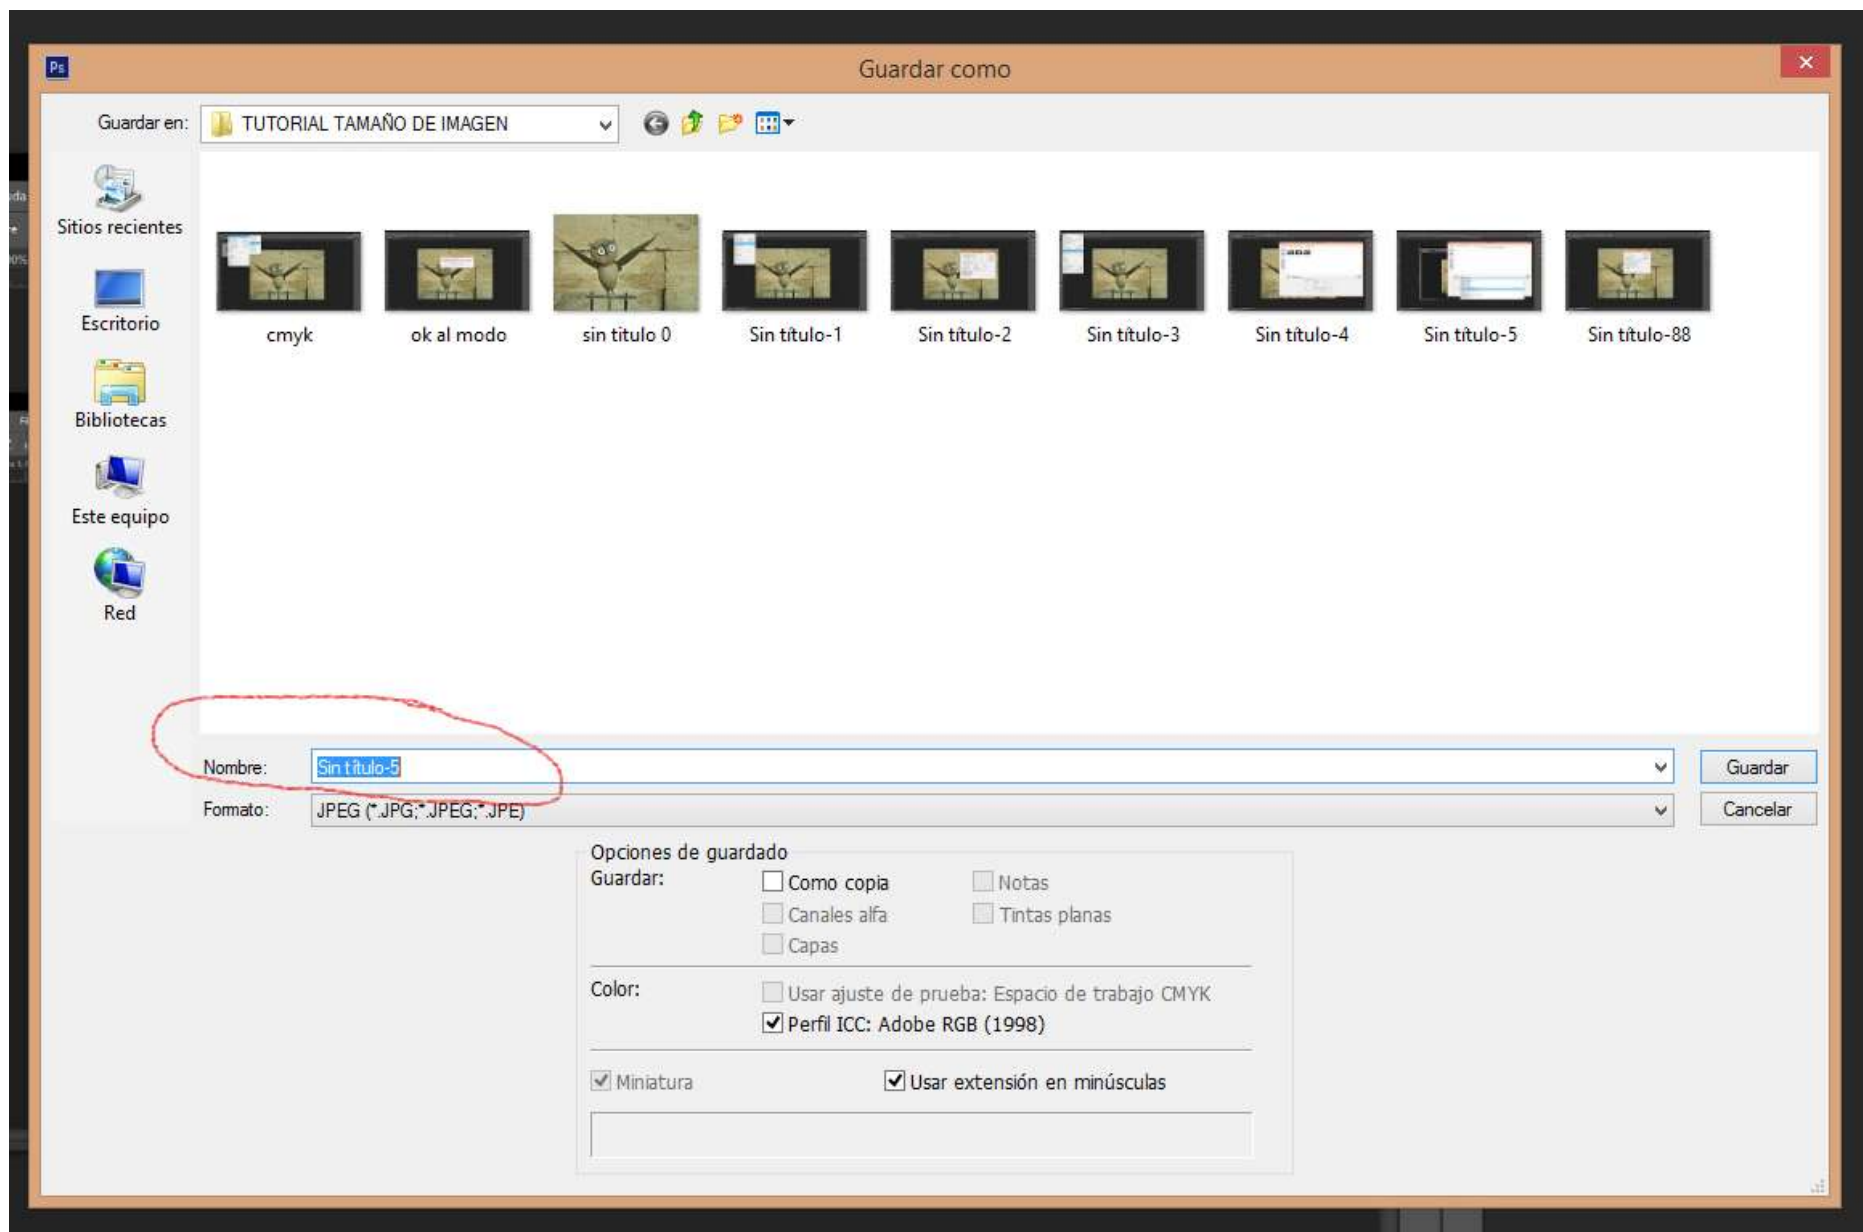 Ps
Guardar como
Guardar en: TUTORIAL TAMAÑO DE IMAGEN
Sitios recientes
Escritorio
Bibliotecas
Este equipo
Red
cmyk ok al modo sin titulo 0 Sin título-1 Sin título-2 Sin título-3 Sin título-4 Sin título-5 Sin título-88
Nombre: Sin título-5 Guardar
Formato: JPEG (*.JPG;*.JPEG;*.JPE) Cancelar
Opciones de guardado
Guardar: Como copia Notas
Canales alfa Tintas planas
Capas
Color: Usar ajuste de prueba: Espacio de trabajo CMYK
Perfil ICC: Adobe RGB (1998)
Miniatura Usar extensión en minúsculas